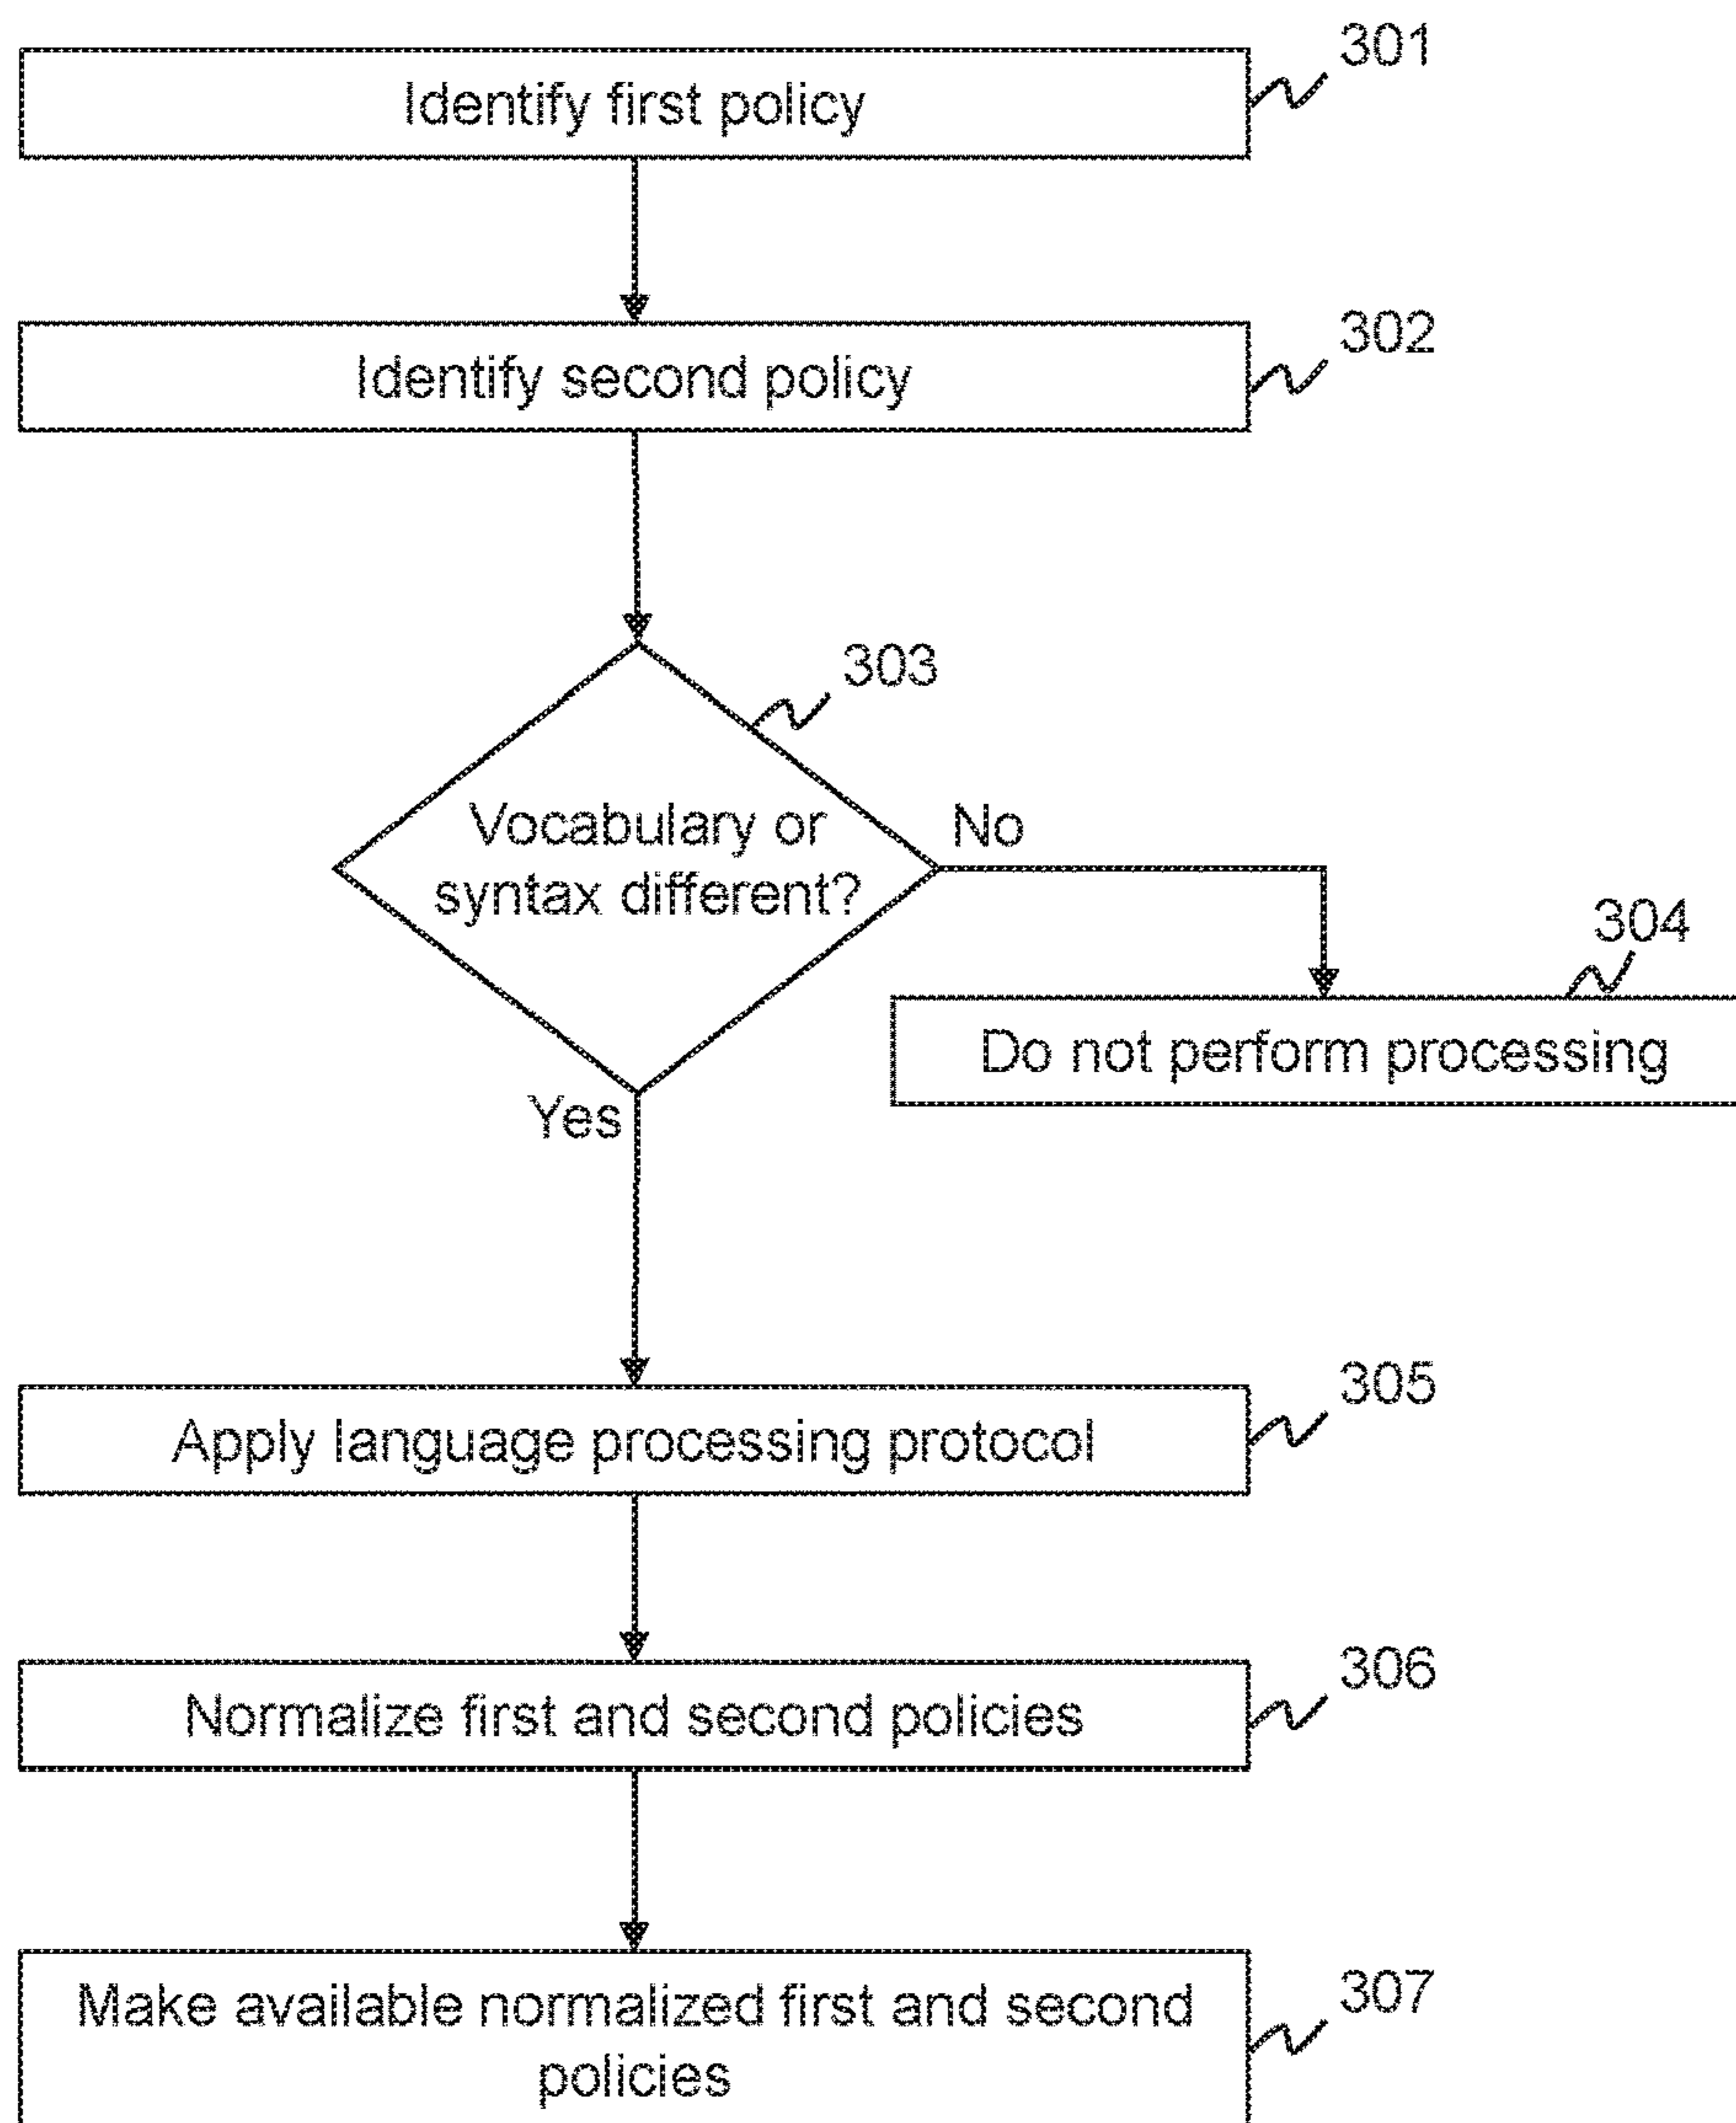 301
Identify first policy
302
Identify second policy
303
Vocabulary or
syntax different?
No
304
Do not perform processing
Yes
305
Apply language processing protocol
306
Normalize first and second policies
307
Make available normalized first and second
policies